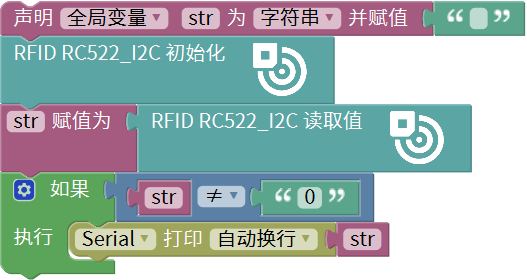 声明 全局变量 str 为 字符串 并赋值 “ ”
RFID RC522_I2C 初始化
str 赋值为 RFID RC522_I2C 读取值
如果 str ≠ “ 0 ”
执行 Serial 打印 自动换行 str